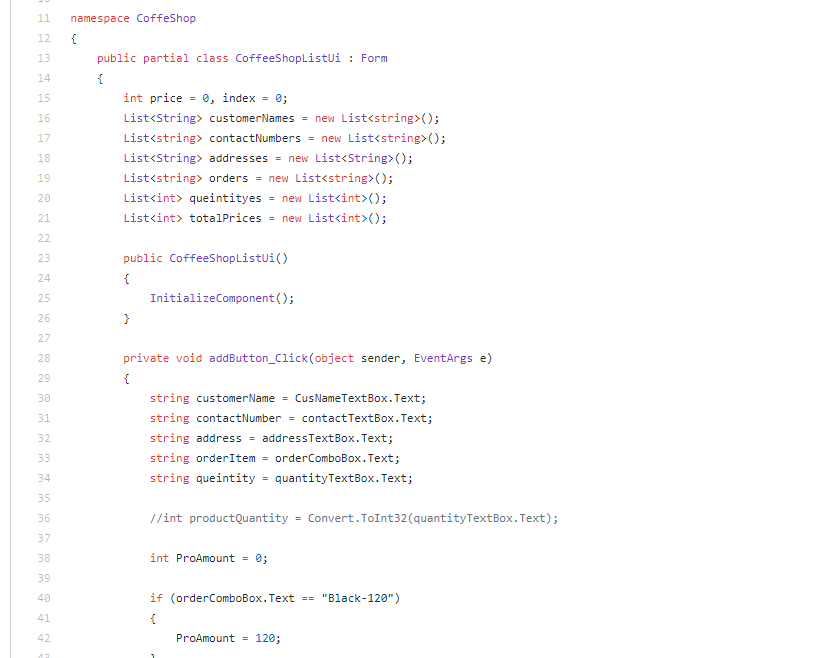 11 namespace CoffeShop
12 {
13 public partial class CoffeeShopListUi : Form
14 {
15 int price = 0, index = 0;
16 List<String> customerNames = new List<string>();
17 List<string> contactNumbers = new List<string>();
18 List<String> addresses = new List<String>();
19 List<string> orders = new List<string>();
20 List<int> queintityes = new List<int>();
21 List<int> totalPrices = new List<int>();
22
23 public CoffeeShopListUi()
24 {
25 InitializeComponent();
26 }
27
28 private void addButton_Click(object sender, EventArgs e)
29 {
30 string customerName = CusNameTextBox.Text;
31 string contactNumber = contactTextBox.Text;
32 string address = addressTextBox.Text;
33 string orderItem = orderComboBox.Text;
34 string queintity = quantityTextBox.Text;
35
36 //int productQuantity = Convert.ToInt32(quantityTextBox.Text);
37
38 int ProAmount = 0;
39
40 if (orderComboBox.Text == "Black-120")
41 {
42 ProAmount = 120;